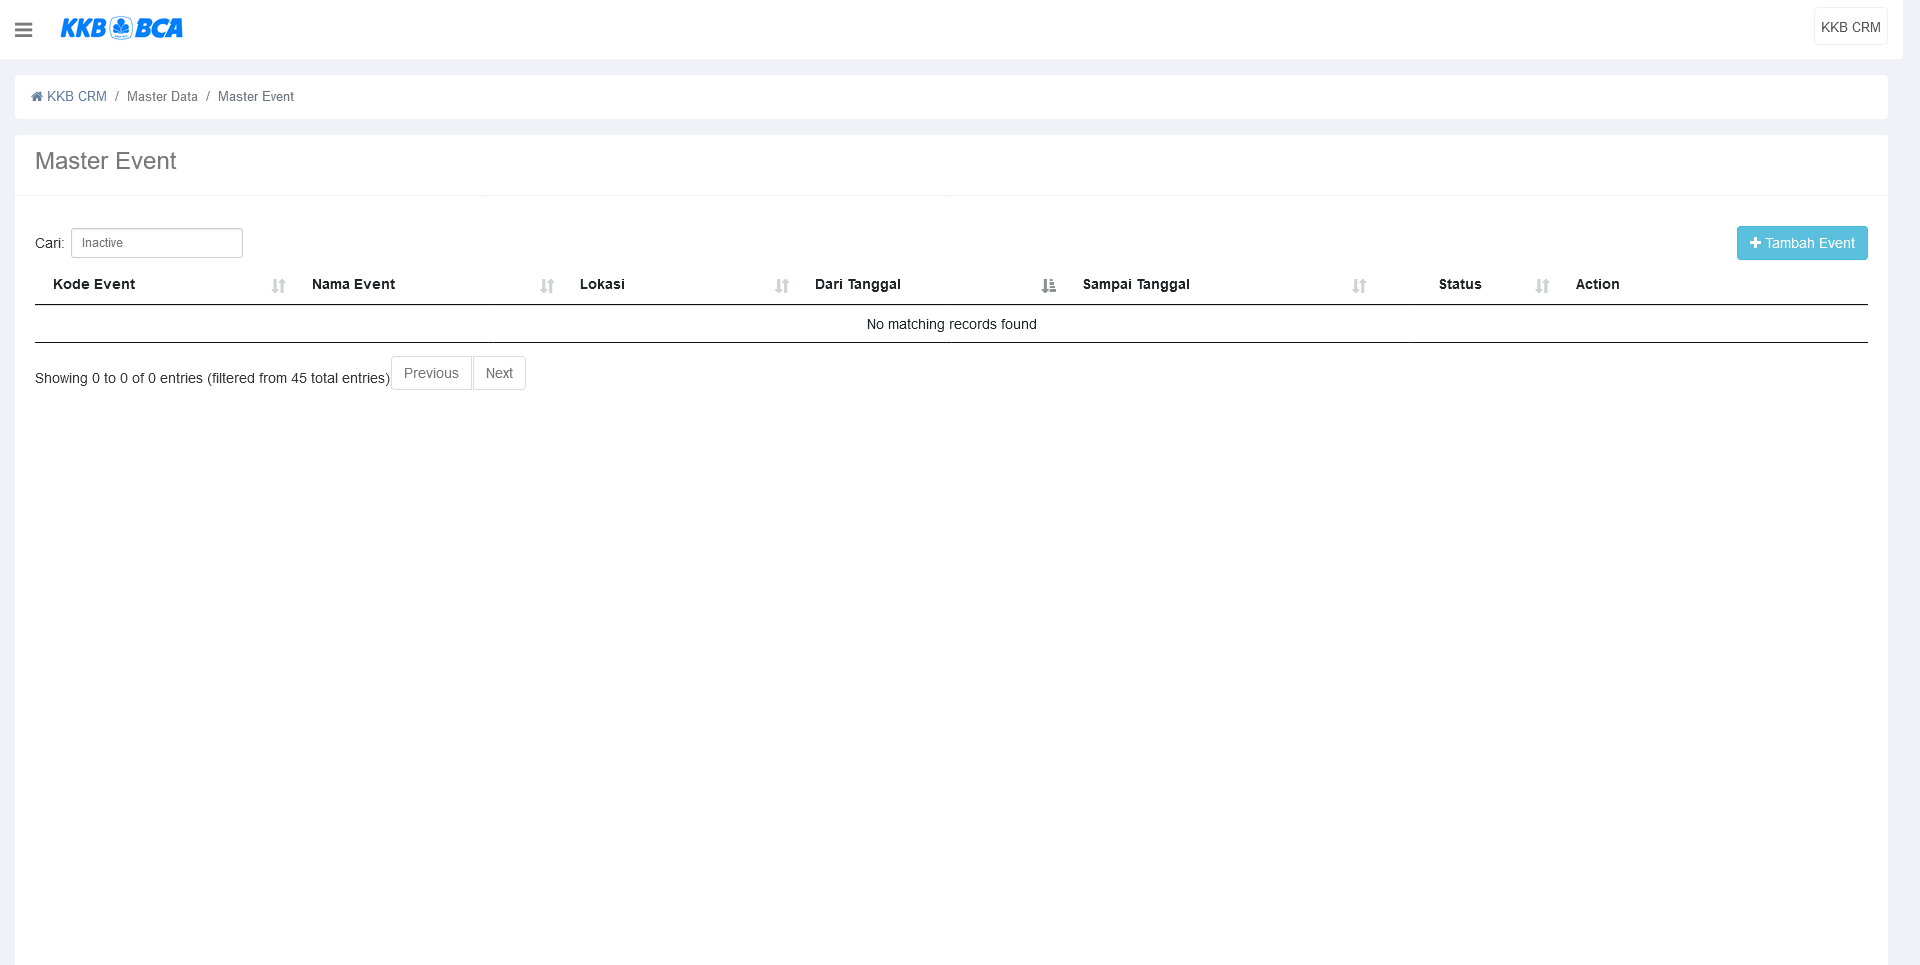 KKB BCA
KKB CRM
KKB CRM / Master Data / Master Event
Master Event
Cari: Inactive
Tambah Event
Kode Event Nama Event Lokasi Dari Tanggal Sampai Tanggal Status Action
No matching records found
Showing 0 to 0 of 0 entries (filtered from 45 total entries) Previous Next